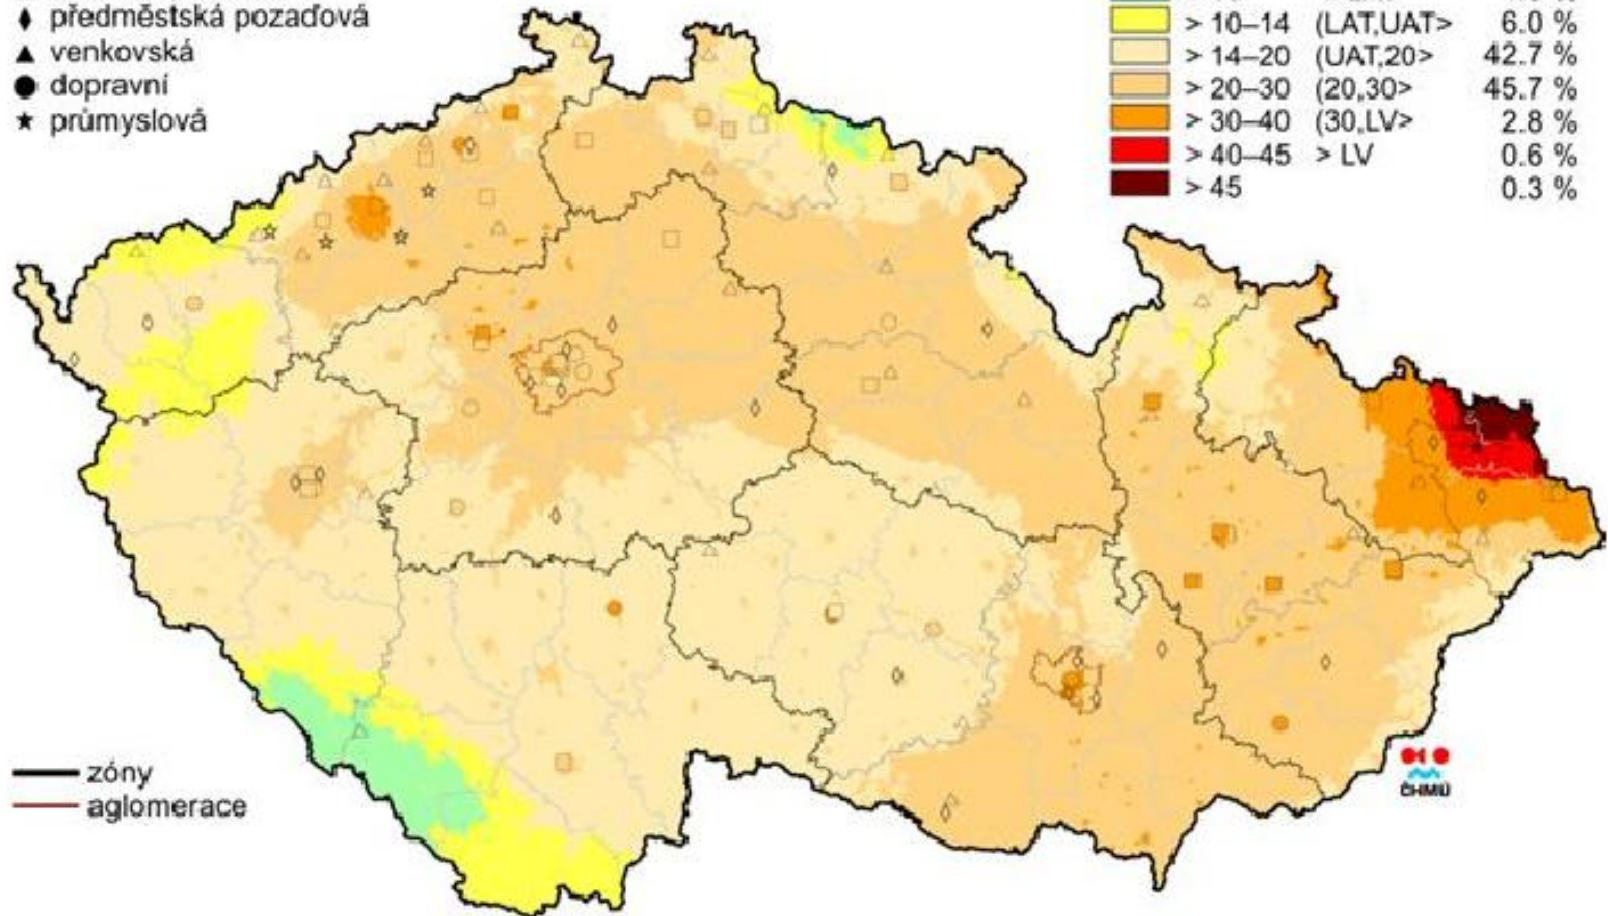 předměstská pozaďová
venkovská
dopravní
průmyslová
> 10–14 (LAT,UAT> 6.0 %
> 14–20 (UAT,20> 42.7 %
> 20–30 (20,30> 45.7 %
> 30–40 (30,LV> 2.8 %
> 40–45 > LV 0.6 %
> 45 0.3 %
zóny
aglomerace
ČHMÚ